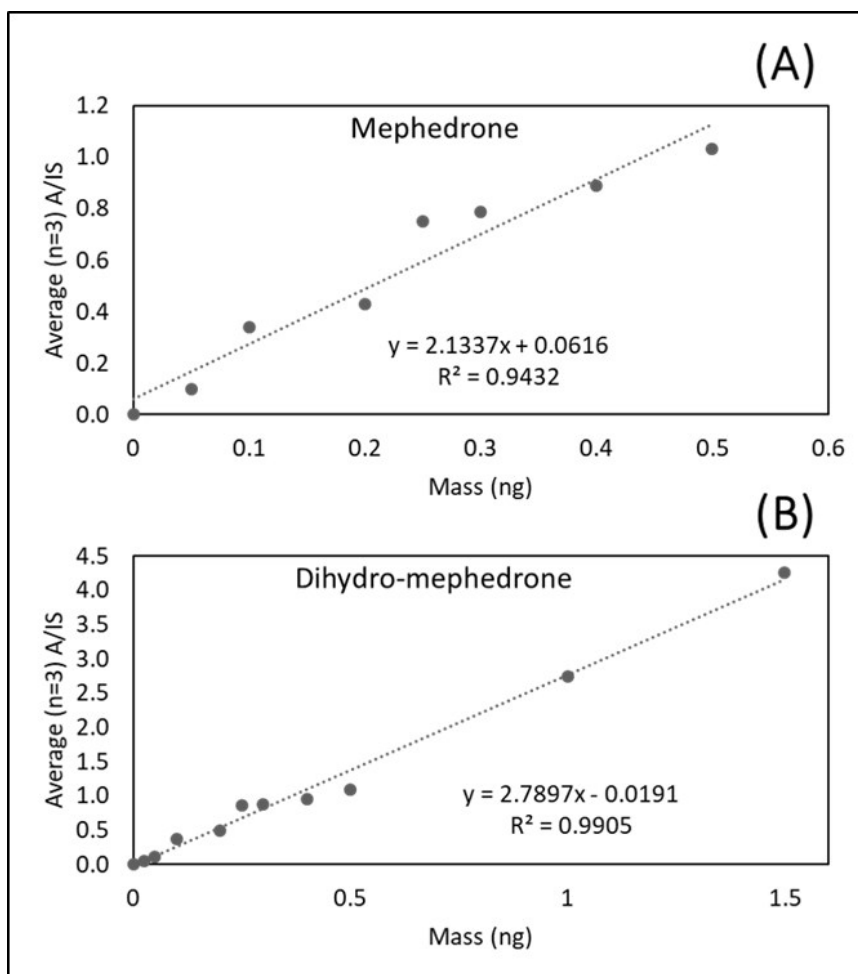 (A)
Mephedrone
Average (n=3) A/IS
1.2
1.0
0.8
0.6
0.4
0.2
0.0
y = 2.1337x + 0.0616
R² = 0.9432
0 0.1 0.2 0.3 0.4 0.5 0.6
Mass (ng)
(B)
Dihydro-mephedrone
Average (n=3) A/IS
4.5
4.0
3.5
3.0
2.5
2.0
1.5
1.0
0.5
0.0
y = 2.7897x - 0.0191
R² = 0.9905
0 0.5 1 1.5
Mass (ng)